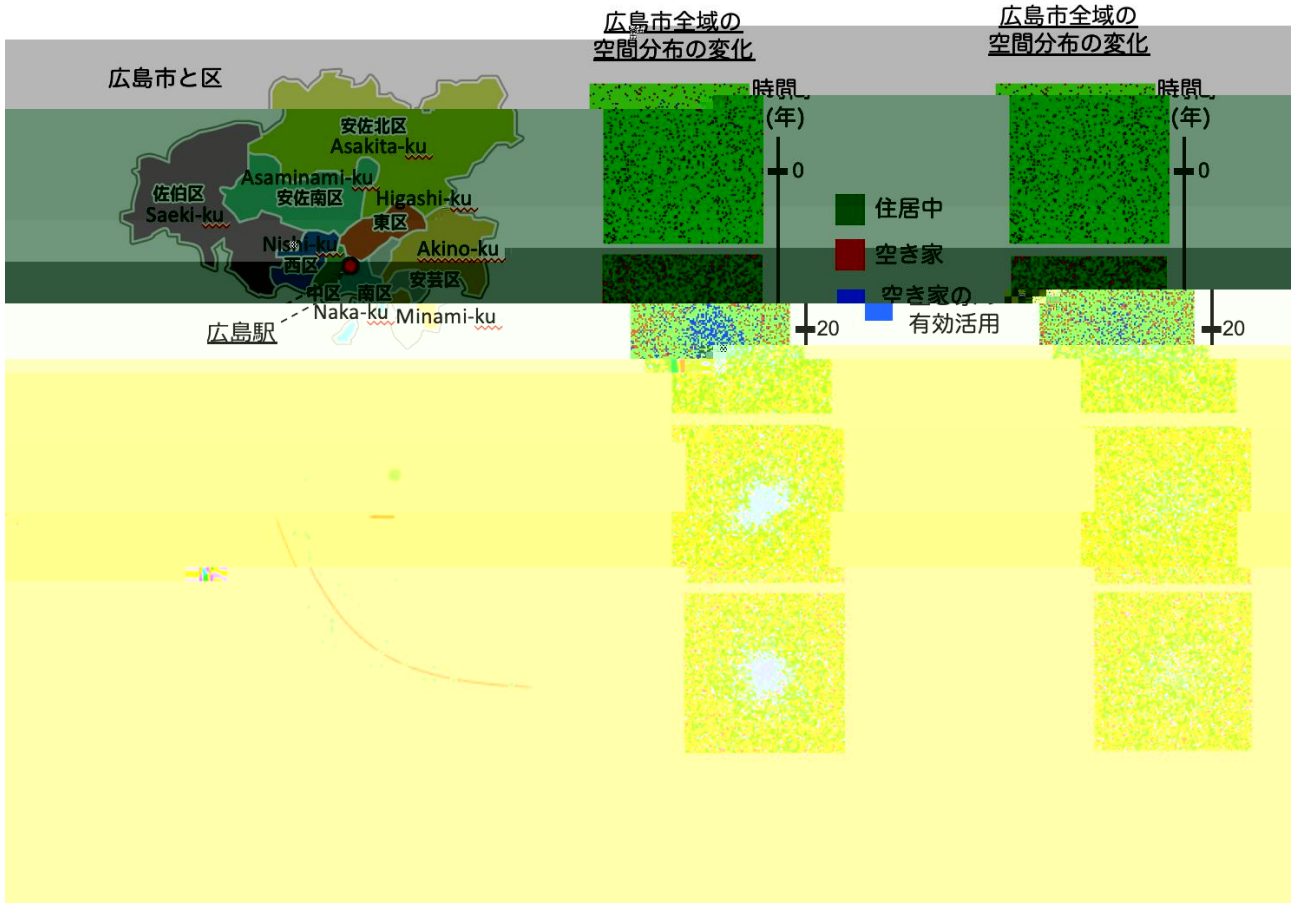 広島市と区
安佐北区
Asakita-ku
Asaminami-ku
安佐南区
佐伯区
Saeki-ku
Higashi-ku
東区
Nishi-ku
西区
Akino-ku
安芸区
中区
南区
Naka-ku
Minami-ku
広島駅
広島市全域の
空間分布の変化
時間
(年)
0
20
住居中
空き家
空き家の
有効活用
広島市全域の
空間分布の変化
時間
(年)
0
20